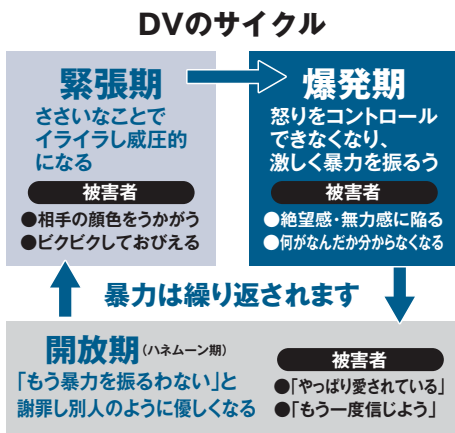 DVのサイクル
緊張期
ささいなことで
イライラし威圧的
になる
被害者
●相手の顔色をうかがう
●ビクビクしておびえる
爆発期
怒りをコントロール
できなくなり、
激しく暴力を振るう
被害者
●絶望感・無力感に陥る
●何がなんだか分からなくなる
暴力は繰り返されます
開放期(ハネムーン期)
「もう暴力を振るわない」と
謝罪し別人のように優しくなる
被害者
●「やっぱり愛されている」
●「もう一度信じよう」